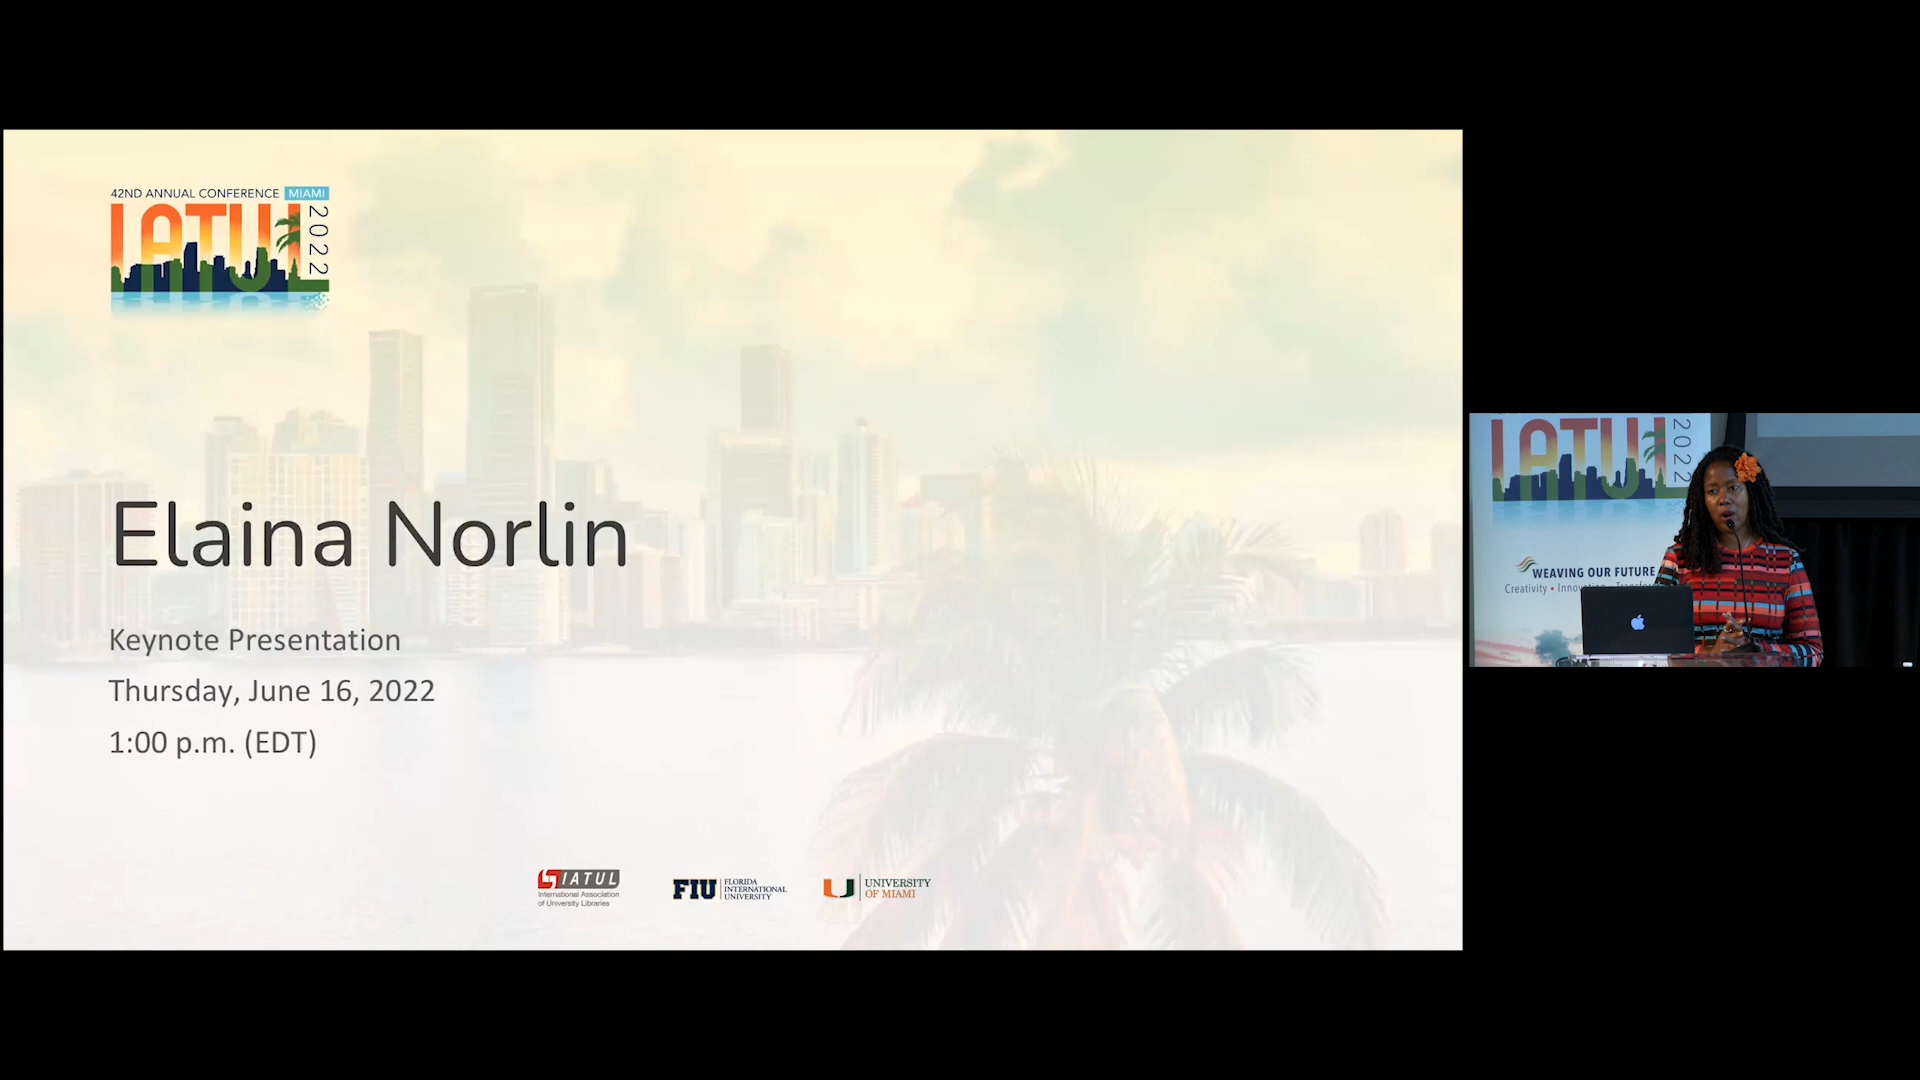 42ND ANNUAL CONFERENCE MIAMI
IATUL 2022
Elaina Norlin
Keynote Presentation
Thursday, June 16, 2022
1:00 p.m. (EDT)
IATUL
International Association
of University Libraries
FIU FLORIDA
INTERNATIONAL
UNIVERSITY
UNIVERSITY
OF MIAMI
IATUL 2022
WEAVING OUR FUTURE
Creativity •